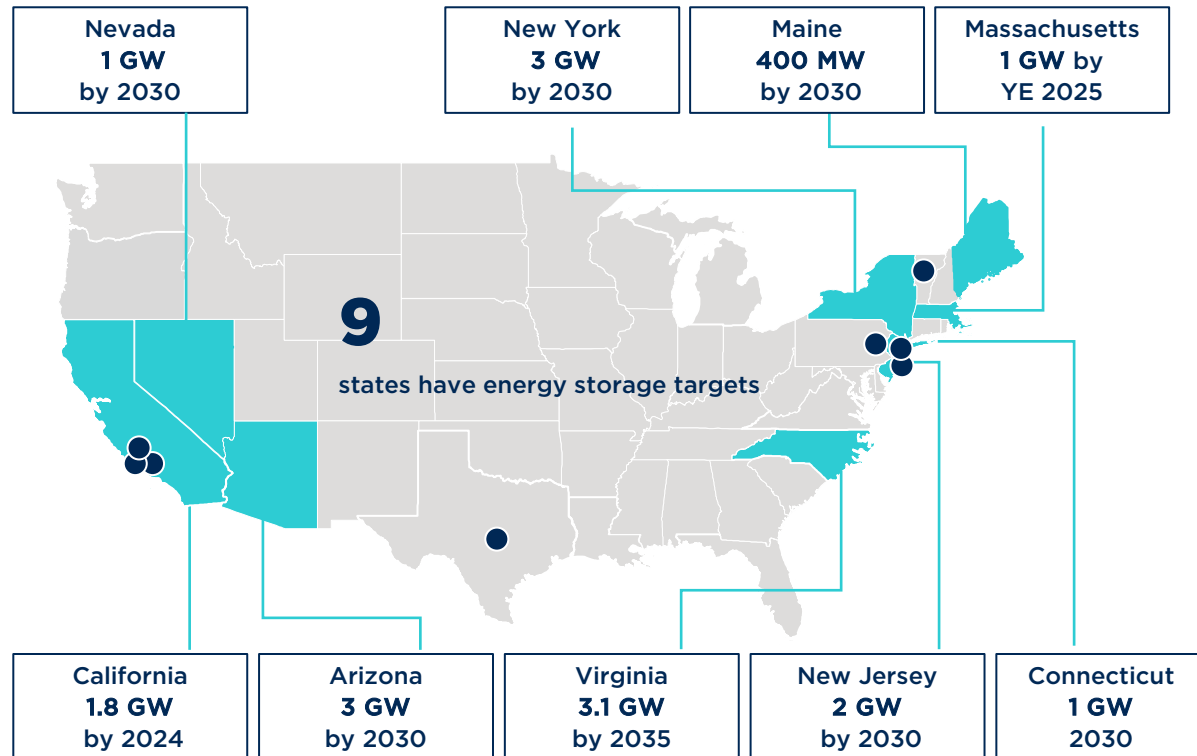 Nevada
1 GW
by 2030
New York
3 GW
by 2030
Maine
400 MW
by 2030
Massachusetts
1 GW by
YE 2025
9
states have energy storage targets
California
1.8 GW
by 2024
Arizona
3 GW
by 2030
Virginia
3.1 GW
by 2035
New Jersey
2 GW
by 2030
Connecticut
1 GW
2030